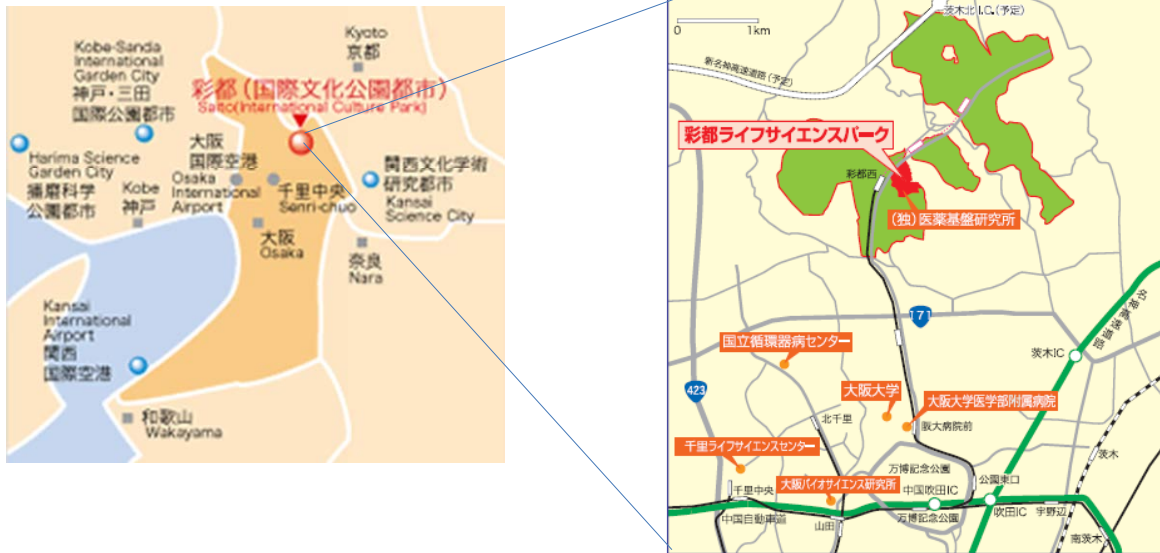 Kobe-Sanda
International
Garden City
神戸・三田
国際公園都市
Kyoto
京都
彩都(国際文化公園都市)
Saito(International Culture Park)
Harima Science
Garden City
播磨科学
公園都市
Kobe
神戸
大阪
国際空港
Osaka
International
Airport
千里中央
Senri-chuo
関西文化学術
研究都市
Kansai
Science City
大阪
Osaka
奈良
Nara
Kansai
International
Airport
関西
国際空港
和歌山
Wakayama
茨木北I.C.(予定)
0 1km
新名神高速道路(予定)
彩都ライフサイエンスパーク
彩都西
(独)医薬基盤研究所
171
名神高速道路
国立循環器病センター
茨木IC
423
大阪大学
大阪大学医学部附属病院
北千里
阪大病院前
千里ライフサイエンスセンター
茨木
万博記念公園
大阪バイオサイエンス研究所
千里中央
中国吹田IC
公園東口
中国自動車道
山田
万博記念公園
吹田IC
宇野辺
南茨木